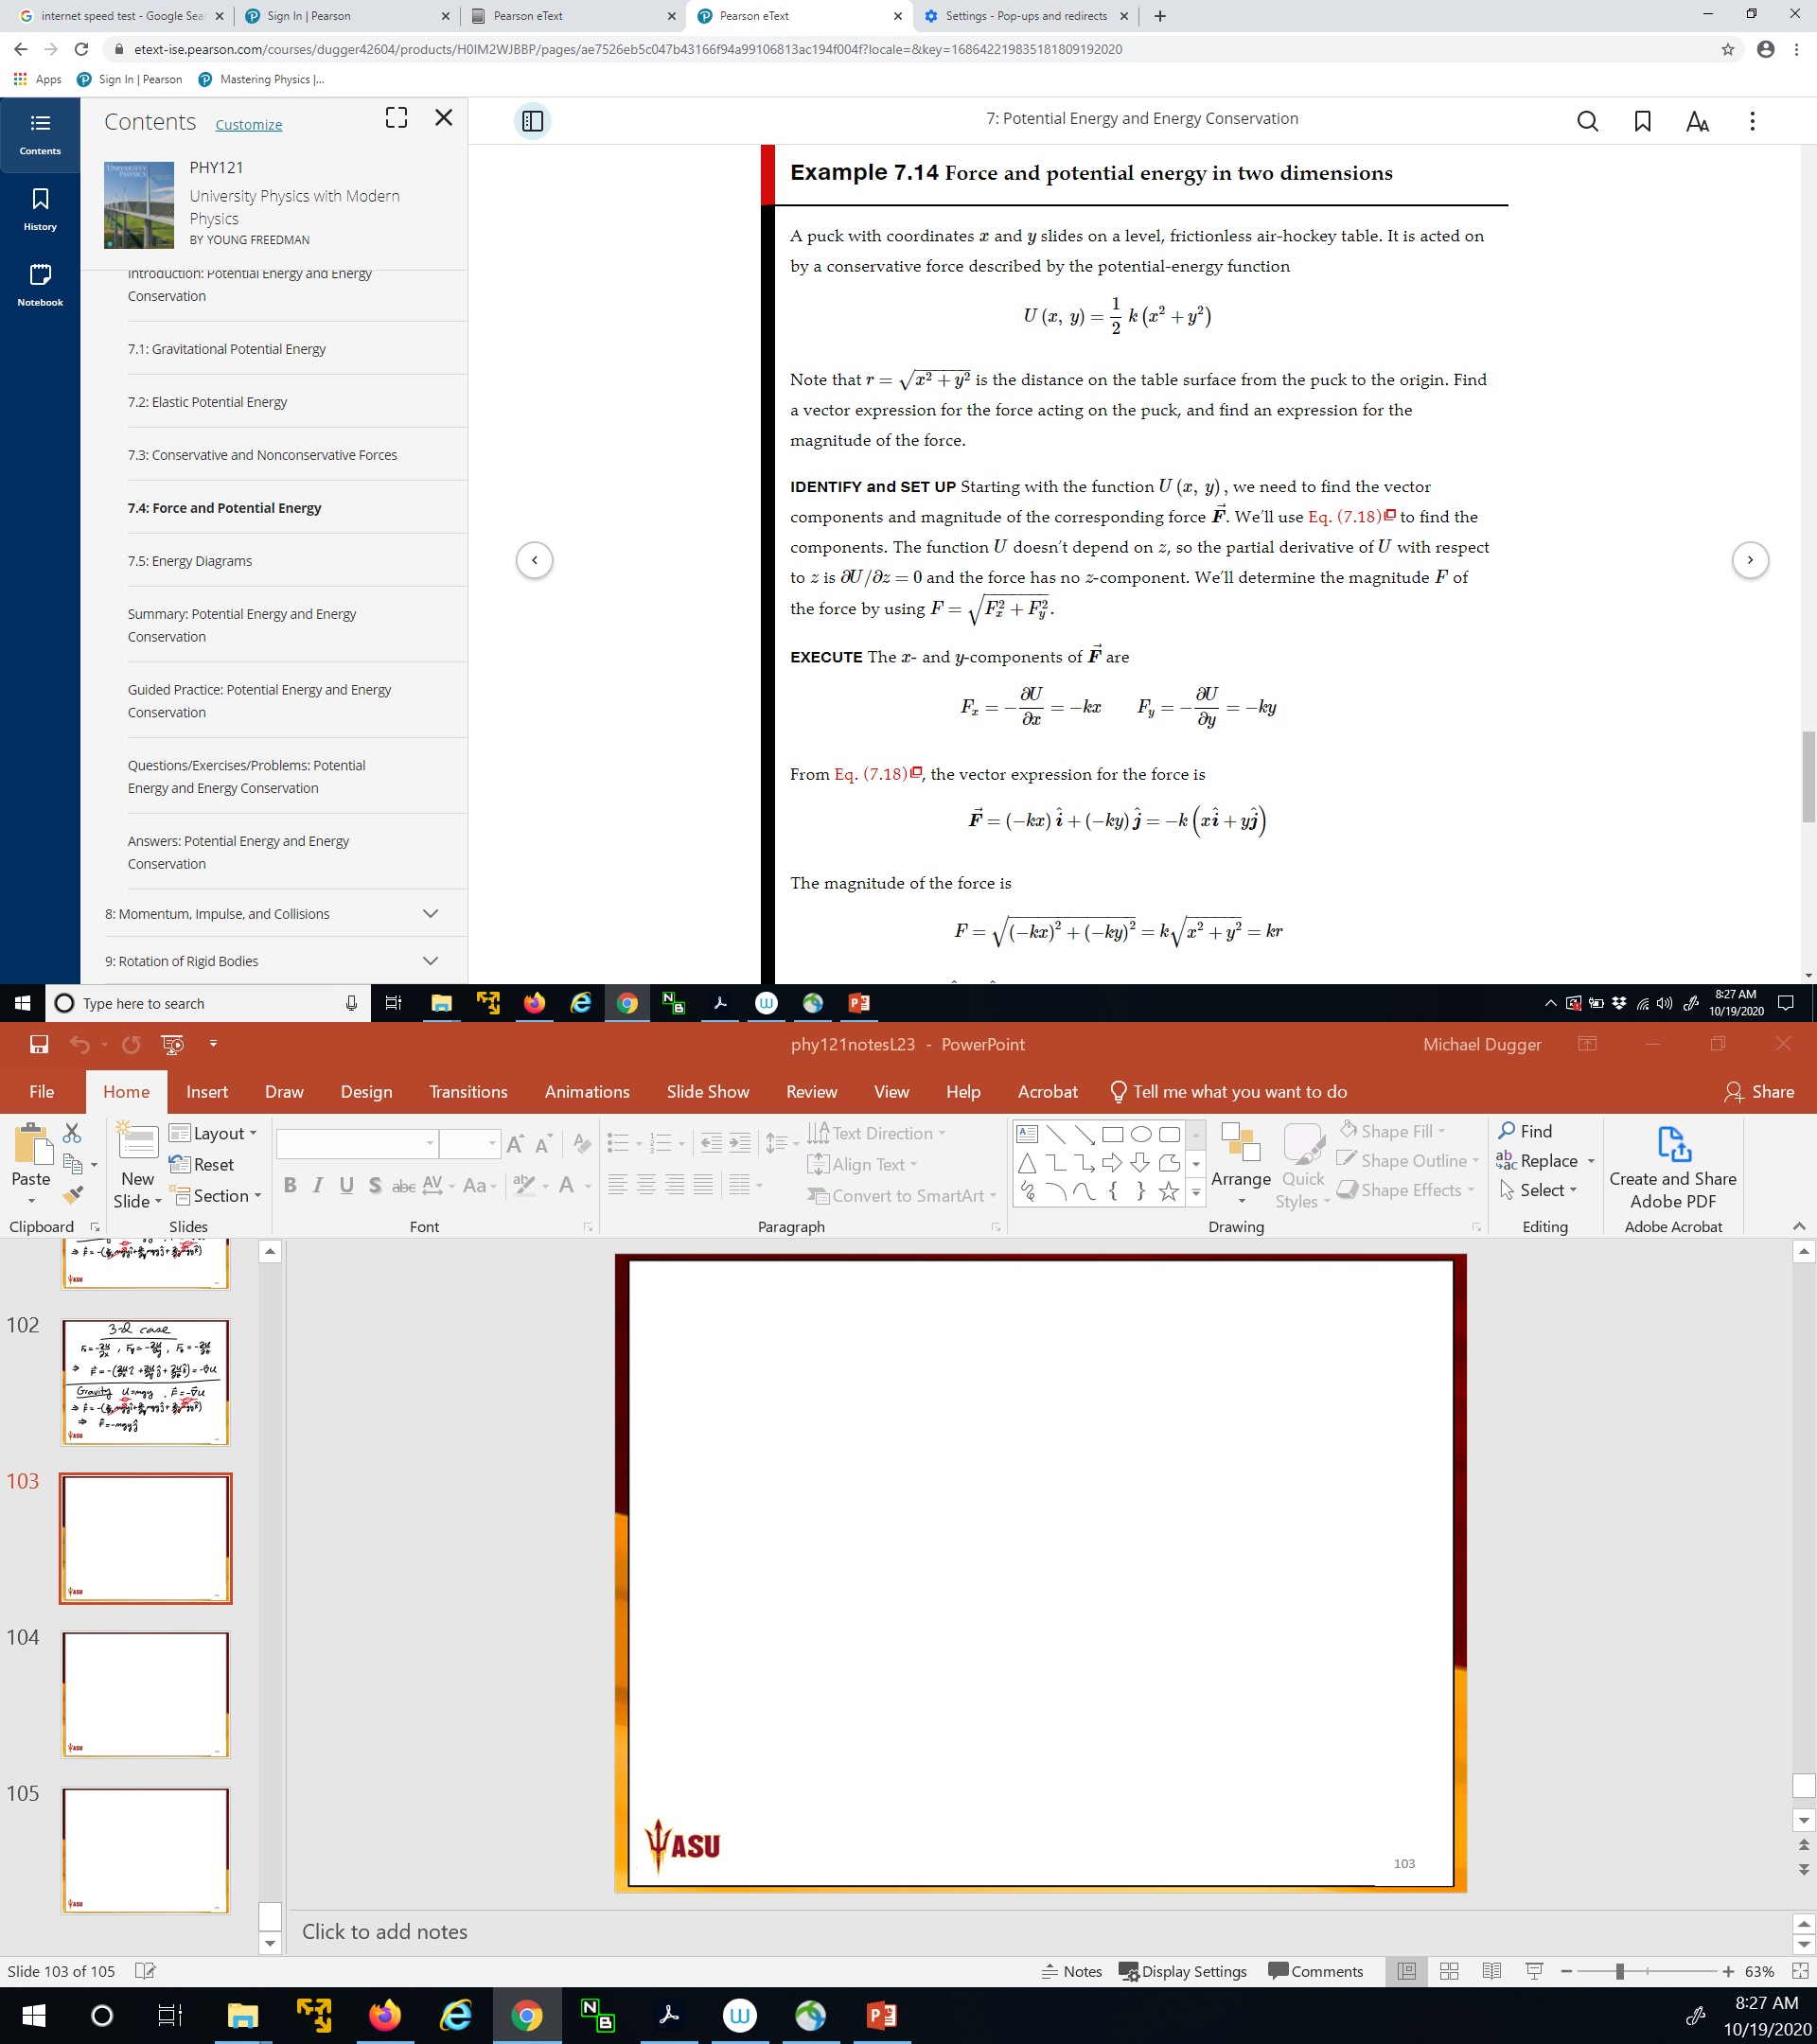 internet speed test - Google Sea
Sign In | Pearson
Pearson eText
Pearson eText
Settings - Pop-ups and redirects
etext-ise.pearson.com/courses/dugger42604/products/H0IM2WJBBP/pages/ae7526eb5c047b43166f94a99106813ac194f004f?locale=&key=168642219835181809192020
Apps
Sign In | Pearson
Mastering Physics |...
Contents
History
Notebook
Contents Customize
PHY121
University Physics with Modern
Physics
BY YOUNG FREEDMAN
Introduction: Potential Energy and Energy
Conservation
7.1: Gravitational Potential Energy
7.2: Elastic Potential Energy
7.3: Conservative and Nonconservative Forces
7.4: Force and Potential Energy
7.5: Energy Diagrams
Summary: Potential Energy and Energy
Conservation
Guided Practice: Potential Energy and Energy
Conservation
Questions/Exercises/Problems: Potential
Energy and Energy Conservation
Answers: Potential Energy and Energy
Conservation
8: Momentum, Impulse, and Collisions
9: Rotation of Rigid Bodies
7: Potential Energy and Energy Conservation
Example 7.14 Force and potential energy in two dimensions
A puck with coordinates x and y slides on a level, frictionless air-hockey table. It is acted on
by a conservative force described by the potential-energy function
U (x, y) = 1/2 k (x² + y²)
Note that r = √(x² + y²) is the distance on the table surface from the puck to the origin. Find
a vector expression for the force acting on the puck, and find an expression for the
magnitude of the force.
IDENTIFY and SET UP Starting with the function U (x, y), we need to find the vector
components and magnitude of the corresponding force F⃗. We'll use Eq. (7.18) to find the
components. The function U doesn't depend on z, so the partial derivative of U with respect
to z is ∂U/∂z = 0 and the force has no z-component. We'll determine the magnitude F of
the force by using F = √(Fx² + Fy²).
EXECUTE The x- and y-components of F⃗ are
Fx = −∂U/∂x = −kx Fy = −∂U/∂y = −ky
From Eq. (7.18), the vector expression for the force is
F⃗ = (−kx) î + (−ky) ĵ = −k (xî + yĵ)
The magnitude of the force is
F = √((−kx)² + (−ky)²) = k√(x² + y²) = kr
Type here to search
8:27 AM
10/19/2020
phy121notesL23 - PowerPoint
Michael Dugger
File Home Insert Draw Design Transitions Animations Slide Show Review View Help Acrobat Tell me what you want to do Share
Paste
New
Slide
Layout
Reset
Section
B I U S abc AV Aa A
Text Direction
Align Text
Convert to SmartArt
Arrange
Quick
Styles
Shape Fill
Shape Outline
Shape Effects
Find
Replace
Select
Create and Share
Adobe PDF
Clipboard
Slides
Font
Paragraph
Drawing
Editing
Adobe Acrobat
ASU
102
3-d case
Fx = -∂U/∂x , Fy = -∂U/∂y , Fz = -∂U/∂z
Gravity U=mgy , F⃗ = -∇⃗U
ASU
103
ASU
104
ASU
105
ASU
ASU
103
Click to add notes
Slide 103 of 105
Notes
Display Settings
Comments
63%
8:27 AM
10/19/2020